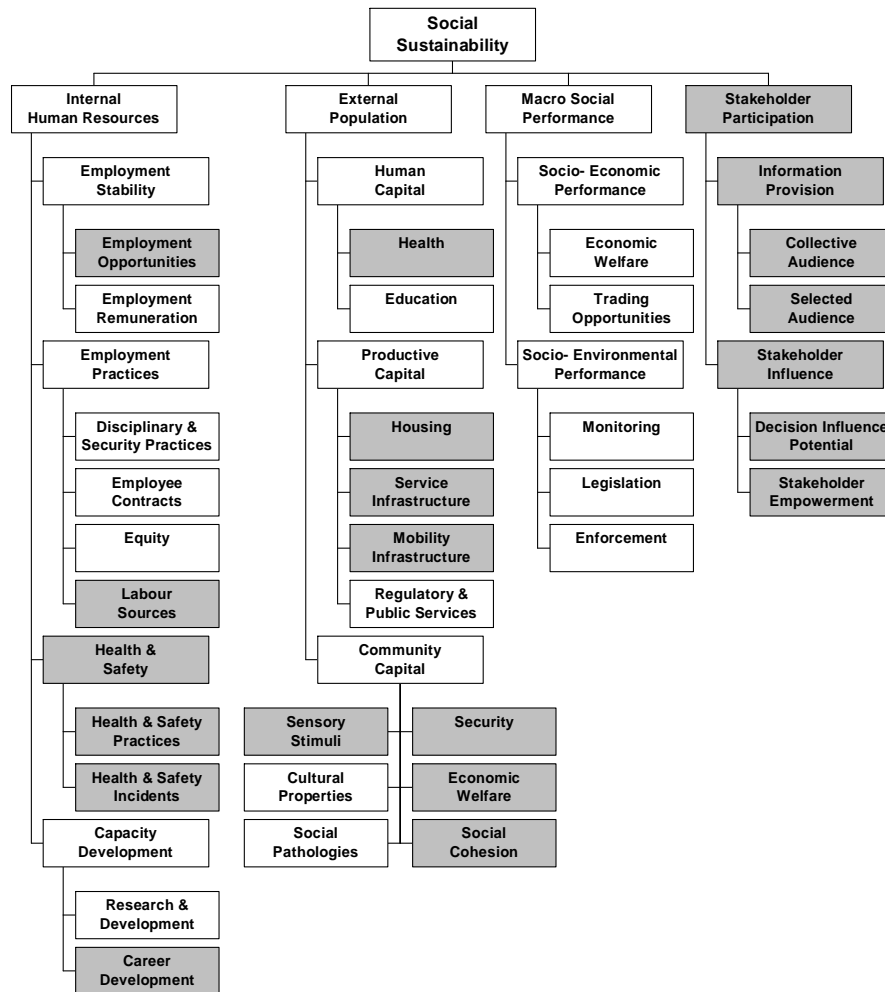 Social
Sustainability
Internal
Human Resources
External
Population
Macro Social
Performance
Stakeholder
Participation
Employment
Stability
Employment
Opportunities
Employment
Remuneration
Employment
Practices
Disciplinary &
Security Practices
Employee
Contracts
Equity
Labour
Sources
Health &
Safety
Health & Safety
Practices
Health & Safety
Incidents
Capacity
Development
Research &
Development
Career
Development
Human
Capital
Health
Education
Productive
Capital
Housing
Service
Infrastructure
Mobility
Infrastructure
Regulatory &
Public Services
Community
Capital
Sensory
Stimuli
Security
Cultural
Properties
Economic
Welfare
Social
Pathologies
Social
Cohesion
Socio- Economic
Performance
Economic
Welfare
Trading
Opportunities
Socio- Environmental
Performance
Monitoring
Legislation
Enforcement
Information
Provision
Collective
Audience
Selected
Audience
Stakeholder
Influence
Decision Influence
Potential
Stakeholder
Empowerment